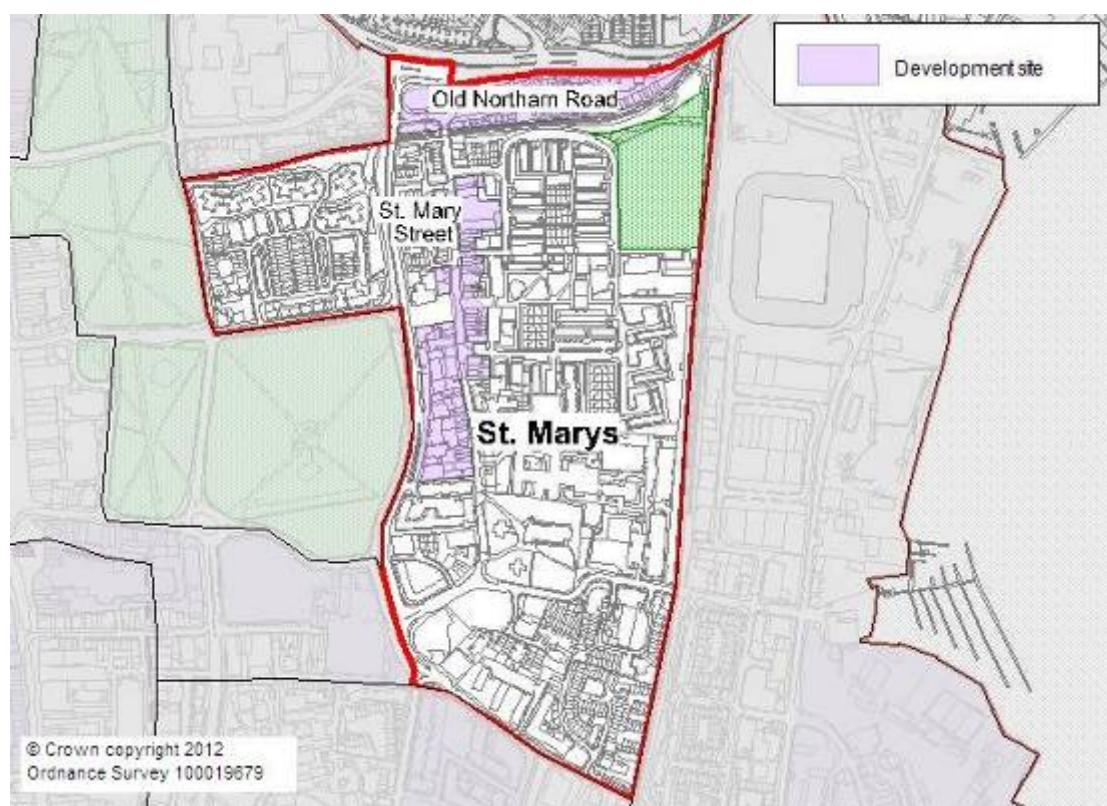 Development site
Old Northam Road
St. Mary
Street
St. Marys
© Crown copyright 2012
Ordnance Survey 100019679